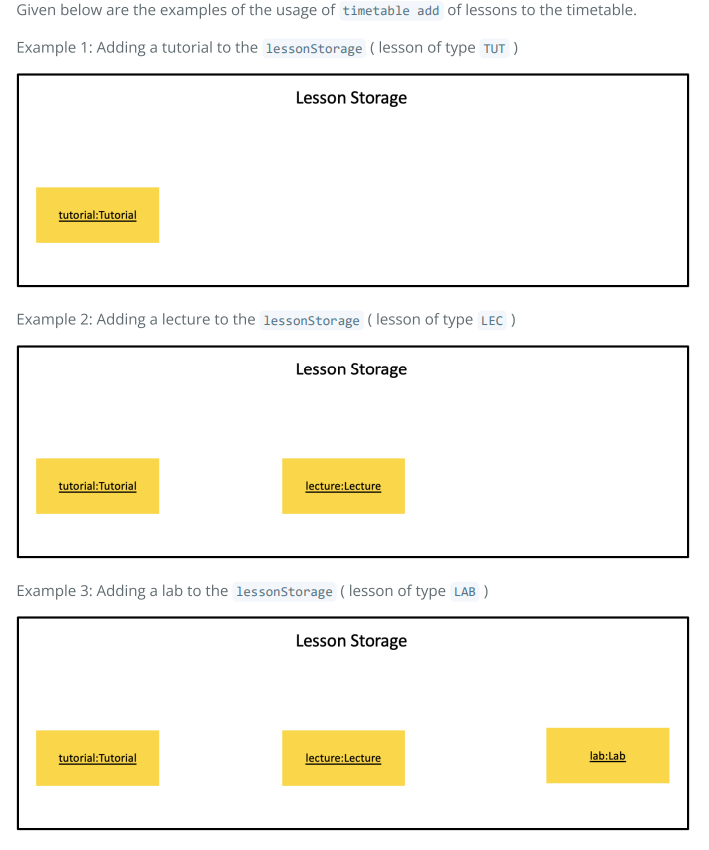 Given below are the examples of the usage of timetable add of lessons to the timetable.
Example 1: Adding a tutorial to the lessonStorage ( lesson of type TUT )
Lesson Storage
tutorial:Tutorial
Example 2: Adding a lecture to the lessonStorage ( lesson of type LEC )
Lesson Storage
tutorial:Tutorial
lecture:Lecture
Example 3: Adding a lab to the lessonStorage ( lesson of type LAB )
Lesson Storage
tutorial:Tutorial
lecture:Lecture
lab:Lab